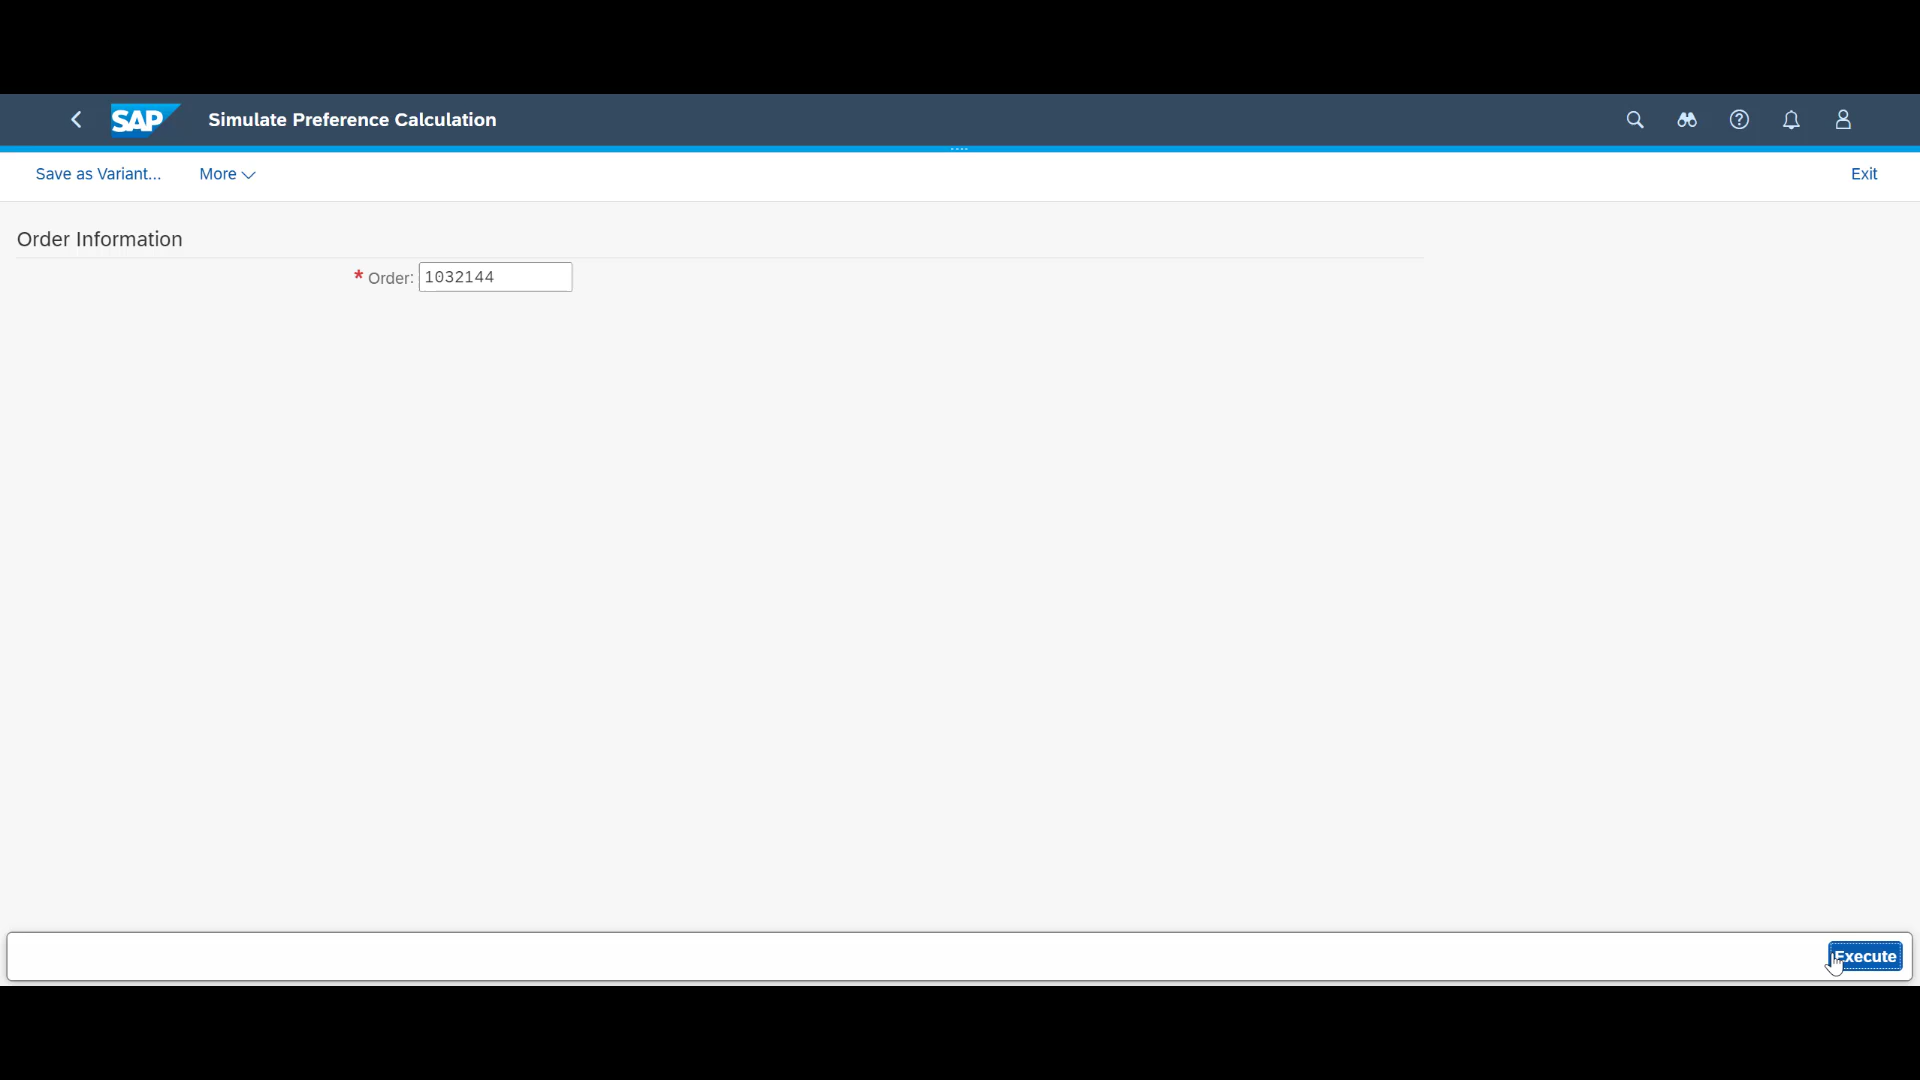 SAP Simulate Preference Calculation
Save as Variant... More Exit
Order Information
* Order: 1032144
Execute